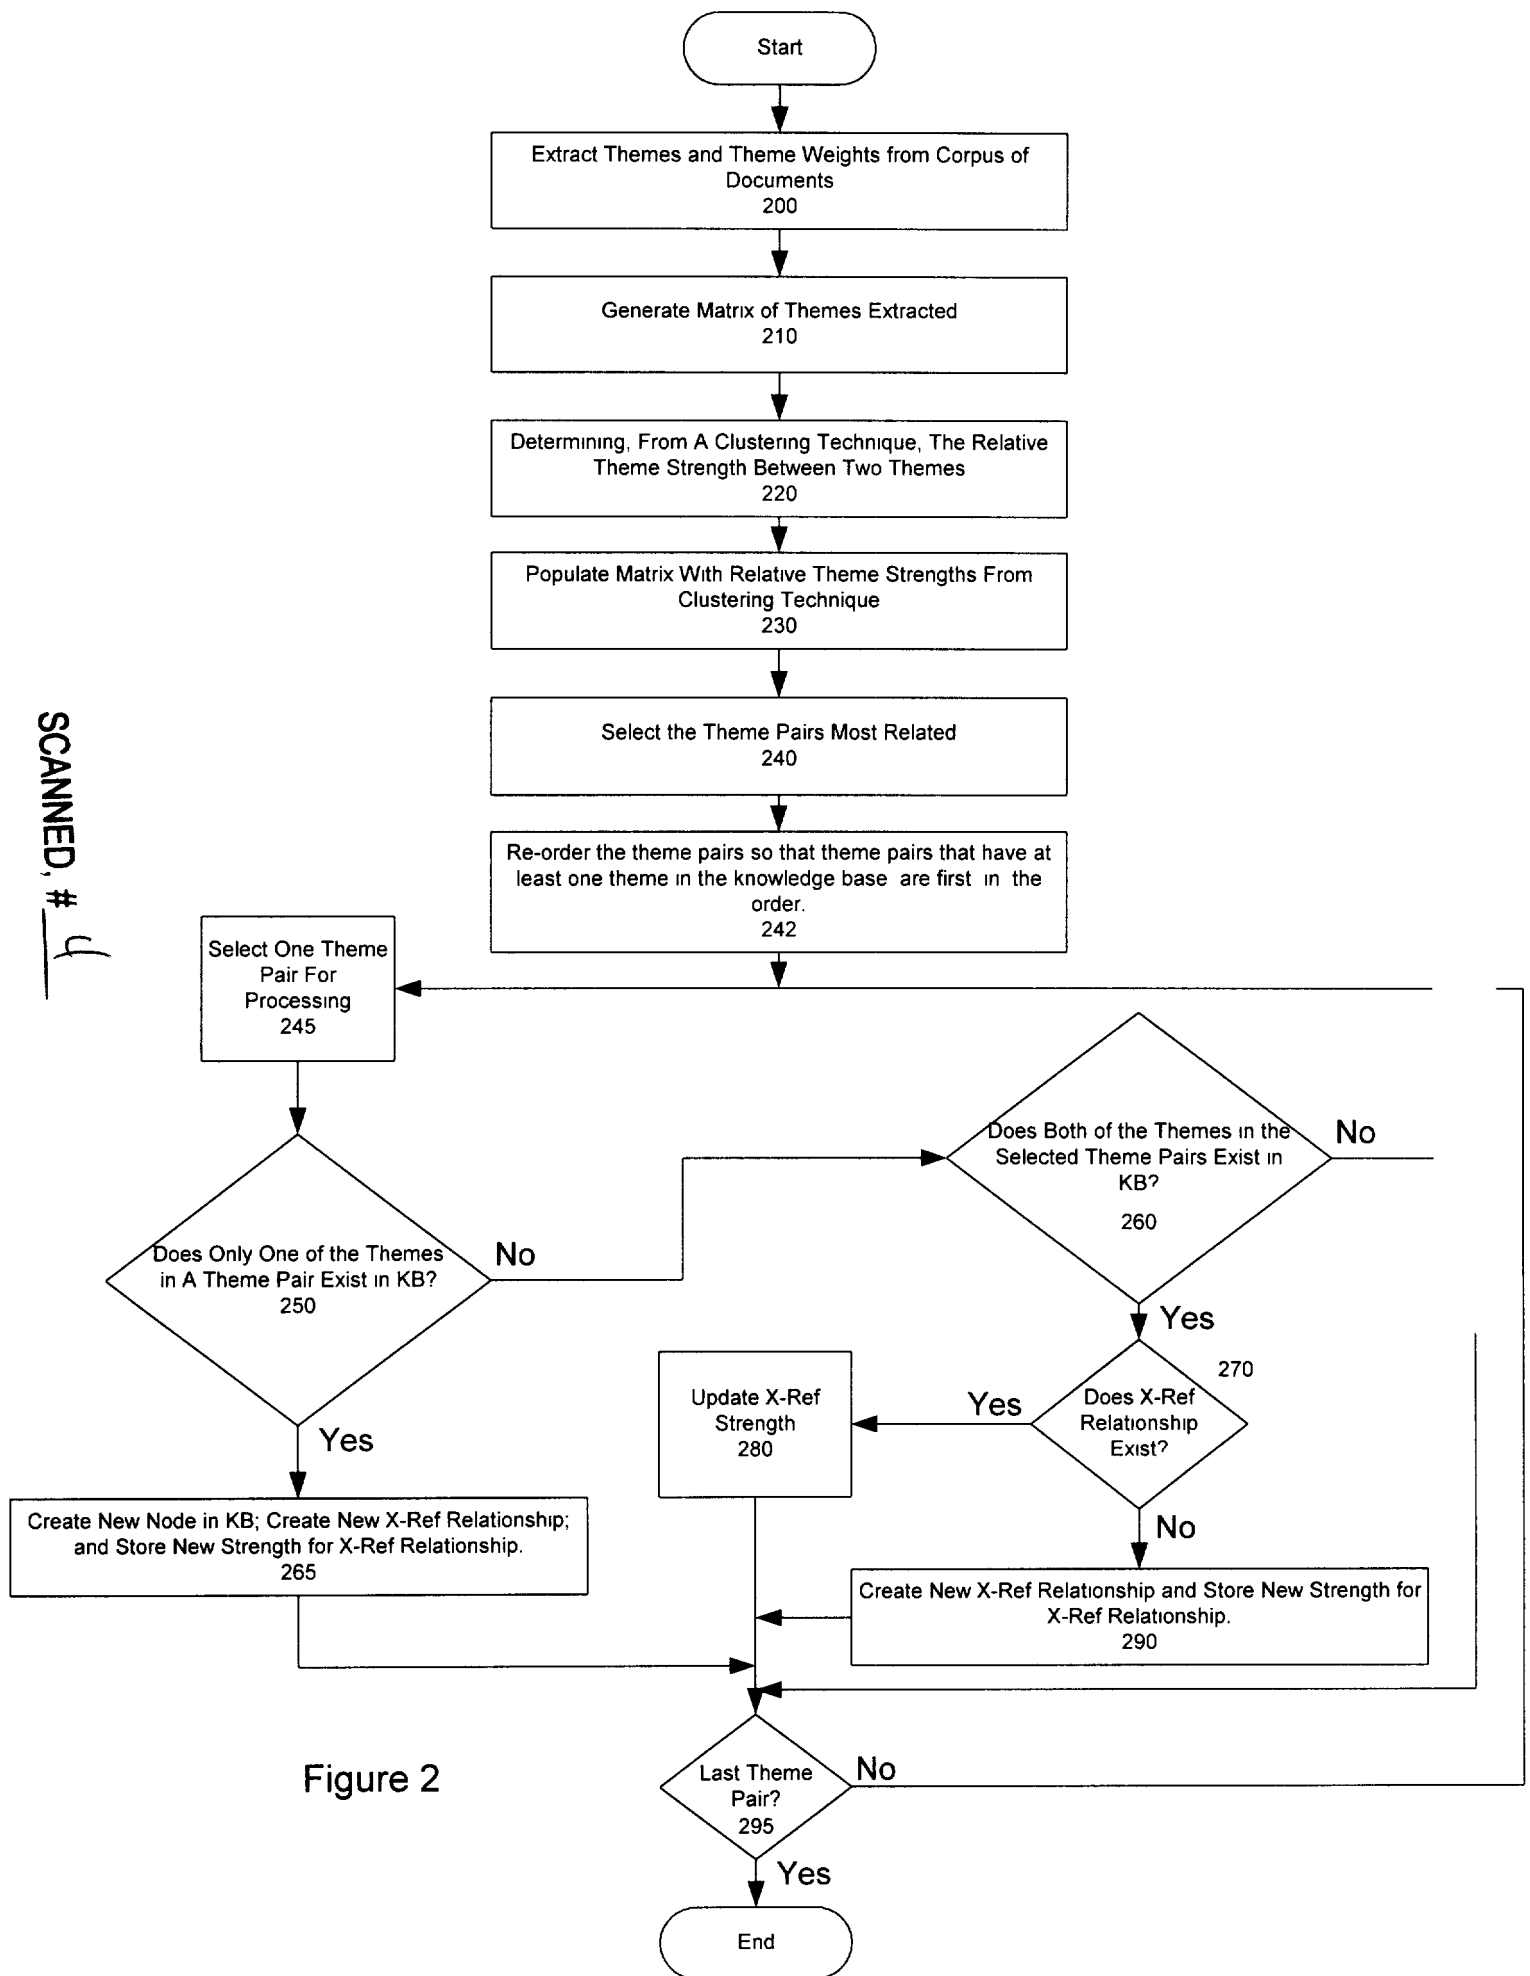 Start
Extract Themes and Theme Weights from Corpus of
Documents
200
Generate Matrix of Themes Extracted
210
Determining, From A Clustering Technique, The Relative
Theme Strength Between Two Themes
220
Populate Matrix With Relative Theme Strengths From
Clustering Technique
230
Select the Theme Pairs Most Related
240
SCANNED, # 4
Re-order the theme pairs so that theme pairs that have at
least one theme in the knowledge base are first in the
order.
242
Select One Theme
Pair For
Processing
245
Does Both of the Themes in the
Selected Theme Pairs Exist in
KB?
260
No
Does Only One of the Themes
in A Theme Pair Exist in KB?
250
No
Yes
270
Does X-Ref
Relationship
Exist?
Yes
Update X-Ref
Strength
280
Yes
No
Create New Node in KB; Create New X-Ref Relationship;
and Store New Strength for X-Ref Relationship.
265
Create New X-Ref Relationship and Store New Strength for
X-Ref Relationship.
290
Figure 2
Last Theme
Pair?
295
No
Yes
End